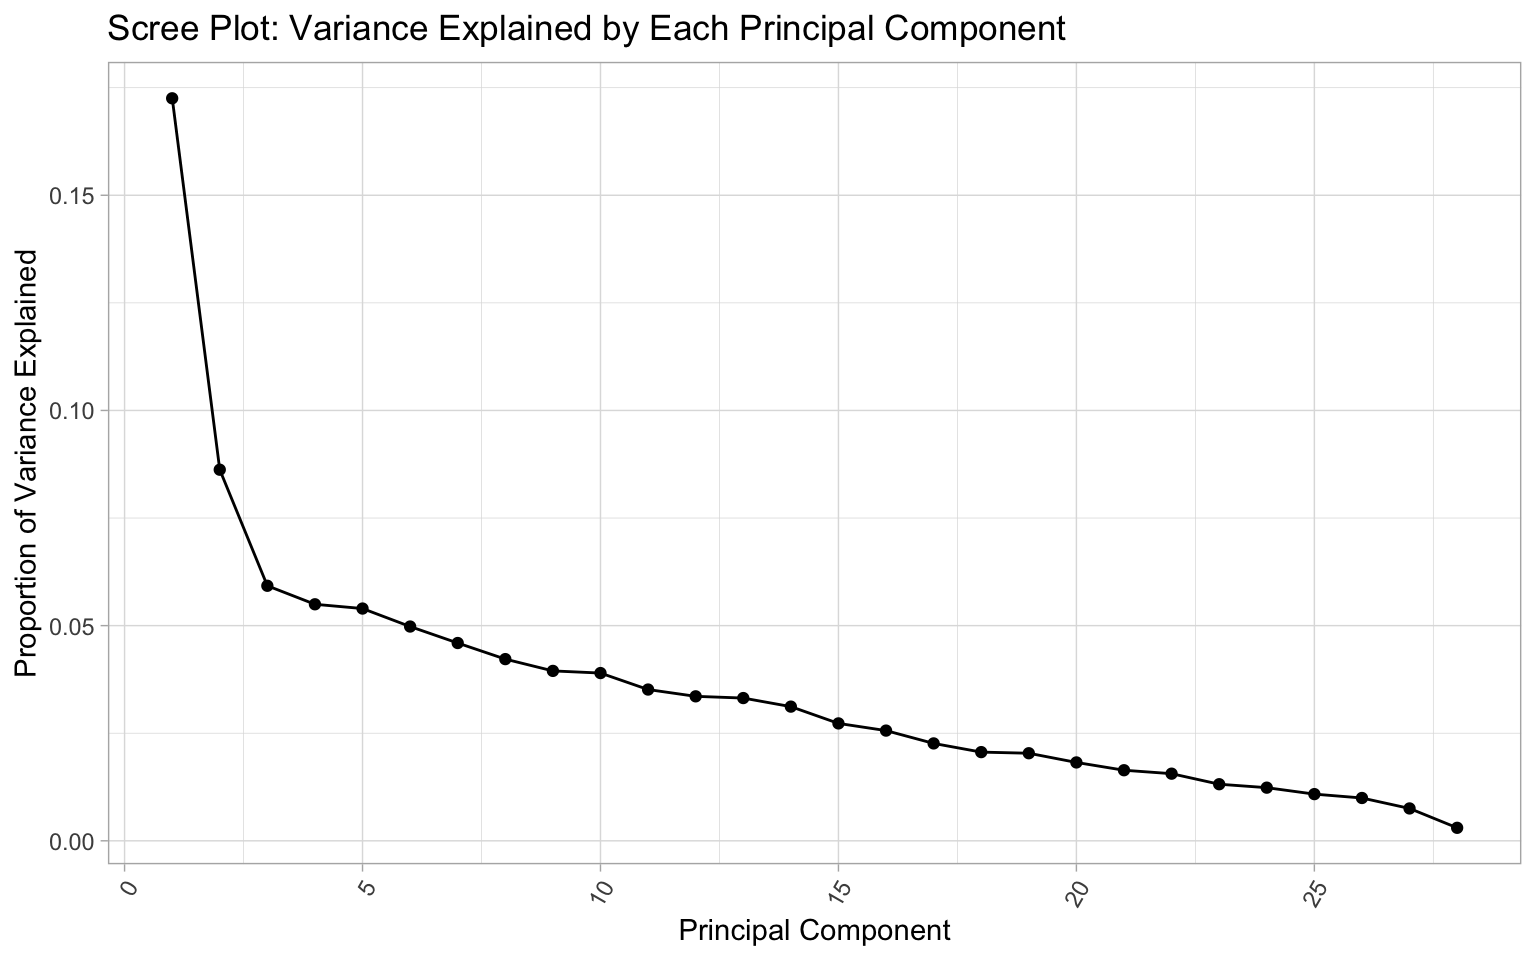 Scree Plot: Variance Explained by Each Principal Component
Proportion of Variance Explained
0.15
0.10
0.05
0.00
0 5 10 15 20 25
Principal Component